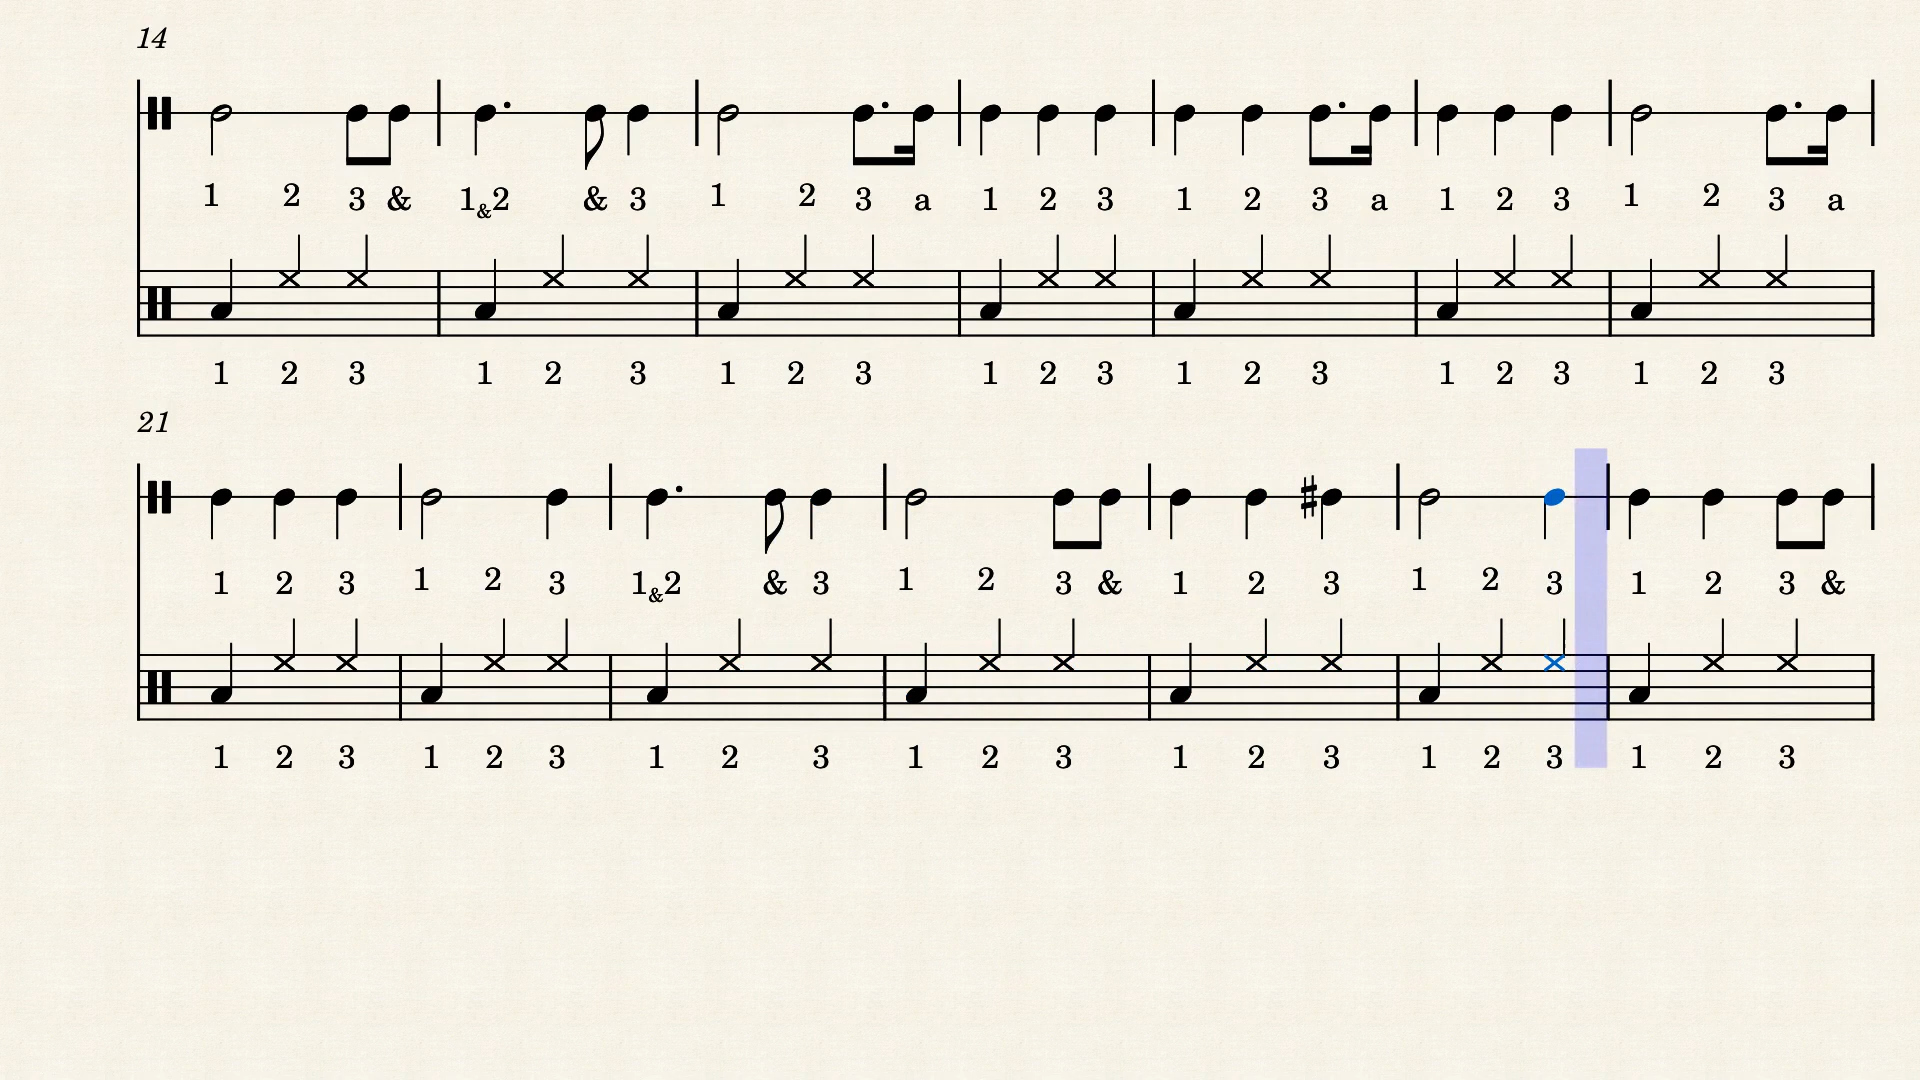 14
1 2 3 & 1&2 & 3 1 2 3 a 1 2 3 1 2 3 a 1 2 3 1 2 3 a
1 2 3 1 2 3 1 2 3 1 2 3 1 2 3 1 2 3 1 2 3
21
1 2 3 1 2 3 1&2 & 3 1 2 3 & 1 2 3 1 2 3 1 2 3 &
1 2 3 1 2 3 1 2 3 1 2 3 1 2 3 1 2 3 1 2 3